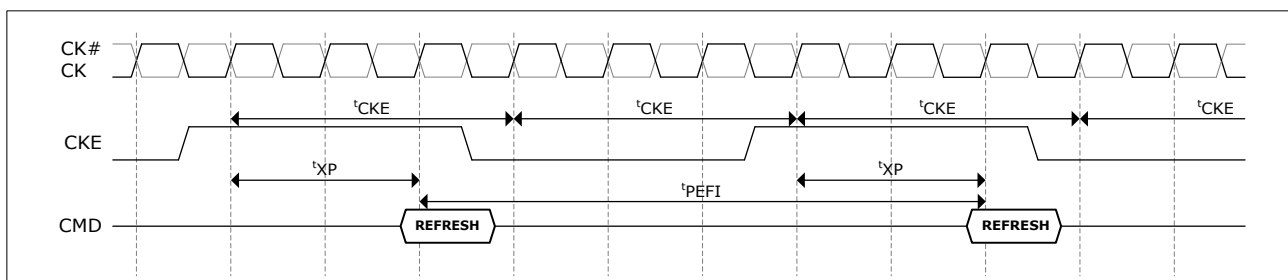 CK#
CK
tCKE tCKE tCKE tCKE
CKE
tXP tXP
tPEFI
CMD REFRESH REFRESH